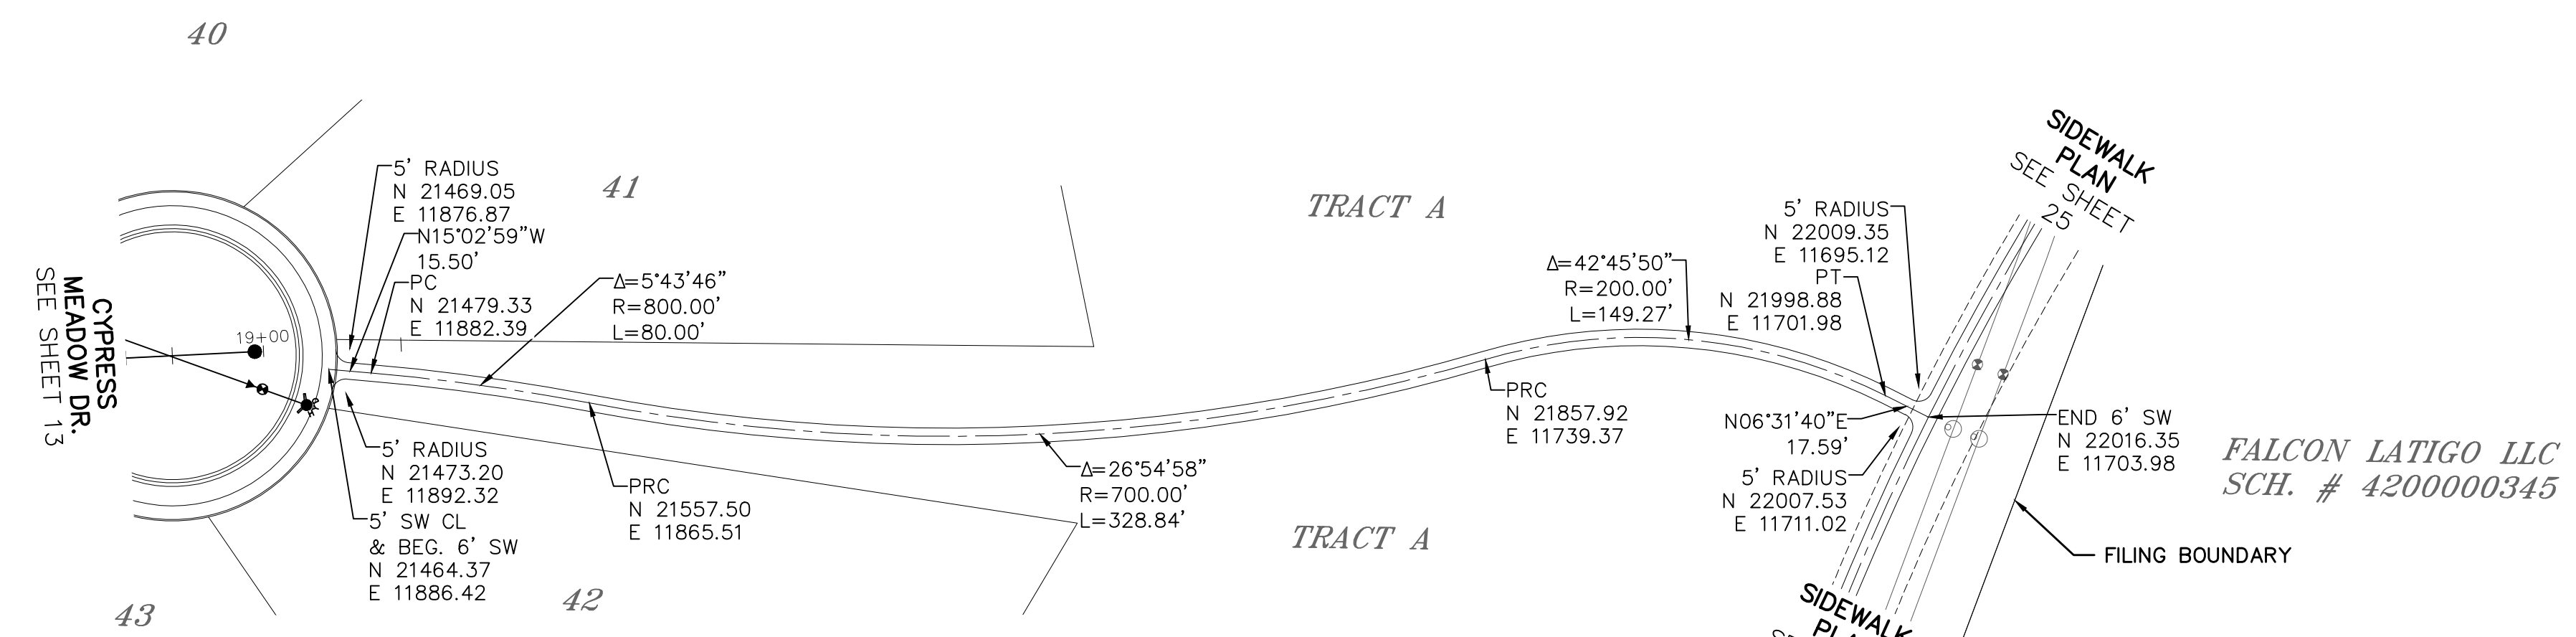 40
41
5' RADIUS
N 21469.05
E 11876.87
N15°02'59"W
15.50'
PC
N 21479.33
E 11882.39
Δ=5°43'46"
R=800.00'
L=80.00'
CYPRESS
MEADOW DR.
SEE SHEET 13
19+00
5' RADIUS
N 21473.20
E 11892.32
5' SW CL
& BEG. 6' SW
N 21464.37
E 11886.42
43
42
PRC
N 21557.50
E 11865.51
Δ=26°54'58"
R=700.00'
L=328.84'
TRACT A
TRACT A
PRC
N 21857.92
E 11739.37
Δ=42°45'50"
R=200.00'
L=149.27'
5' RADIUS
N 22009.35
E 11695.12
PT
N 21998.88
E 11701.98
N06°31'40"E
17.59'
5' RADIUS
N 22007.53
E 11711.02
SIDEWALK
PLAN
SEE SHEET
25
END 6' SW
N 22016.35
E 11703.98
FALCON LATIGO LLC
SCH. # 4200000345
FILING BOUNDARY
SIDEWALK